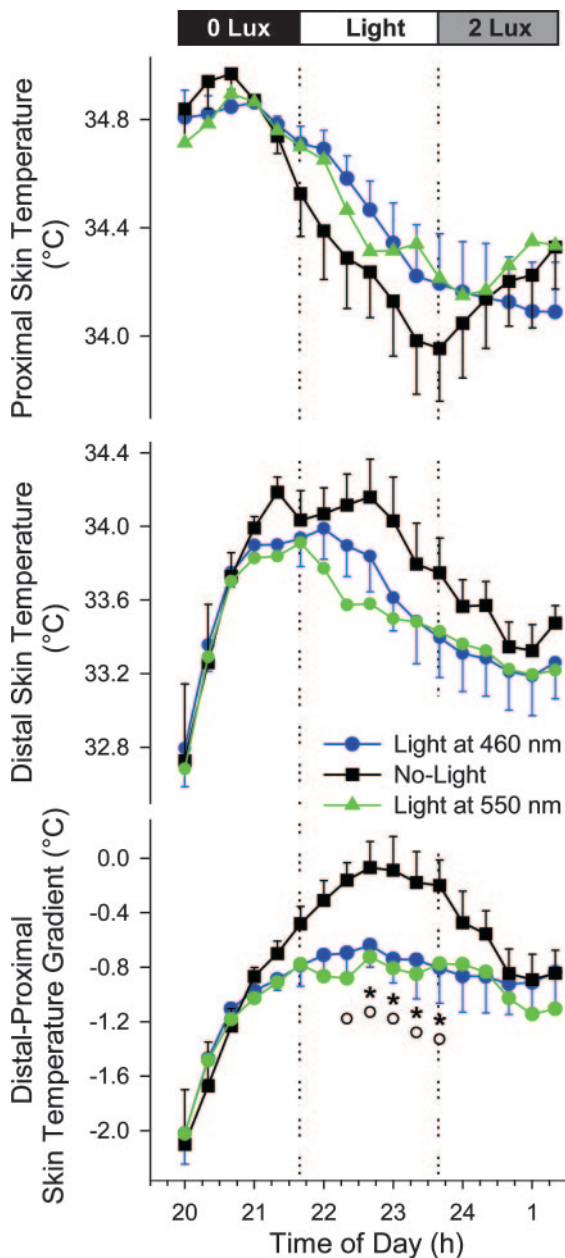 0 Lux Light 2 Lux
Proximal Skin Temperature
(°C)
34.8
34.4
34.0
Distal Skin Temperature
(°C)
34.4
34.0
33.6
33.2
32.8
Light at 460 nm
No-Light
Light at 550 nm
Distal-Proximal
Skin Temperature Gradient (°C)
0.0
-0.4
-0.8
-1.2
-1.6
-2.0
* * * *
20 21 22 23 24 1
Time of Day (h)